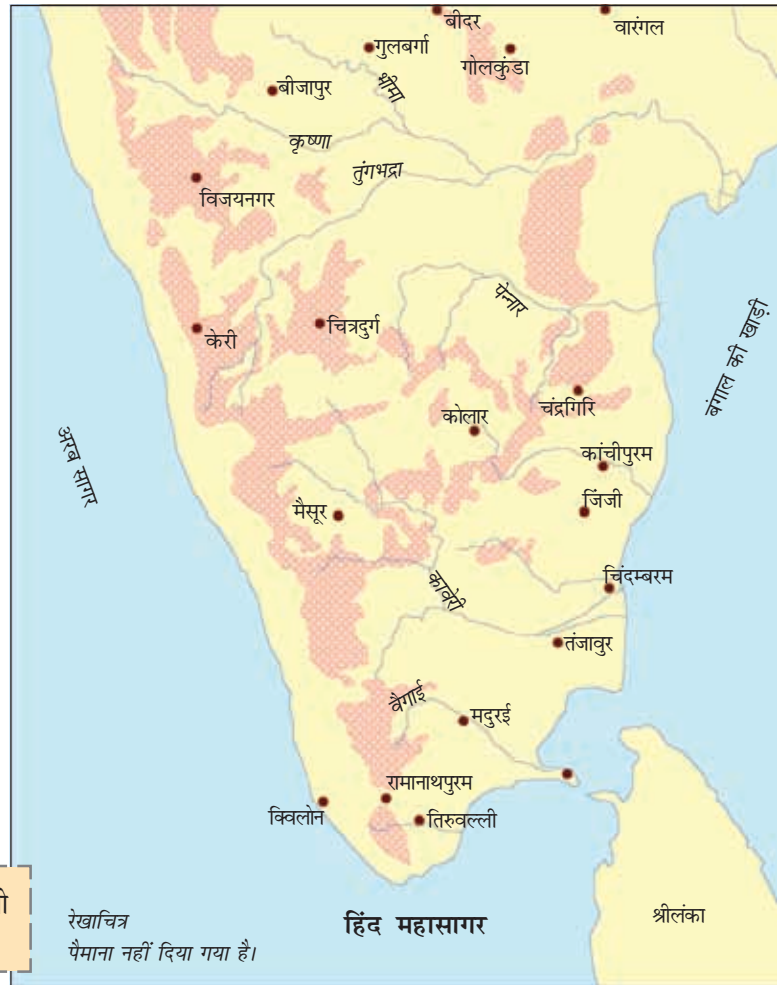 बीदर
वारंगल
गुलबर्गा
गोलकुंडा
बीजापुर
भीमा
कृष्णा
तुंगभद्रा
विजयनगर
पेन्नार
केरी
चित्रदुर्ग
बंगाल की खाड़ी
चंद्रगिरि
कोलार
अरब सागर
कांचीपुरम
जिंजी
मैसूर
चिंदम्बरम
कावेरी
तंजावुर
वैगाई
मदुरई
रामानाथपुरम
क्विलोन
तिरुवल्ली
श्रीलंका
हिंद महासागर
रेखाचित्र
पैमाना नहीं दिया गया है।